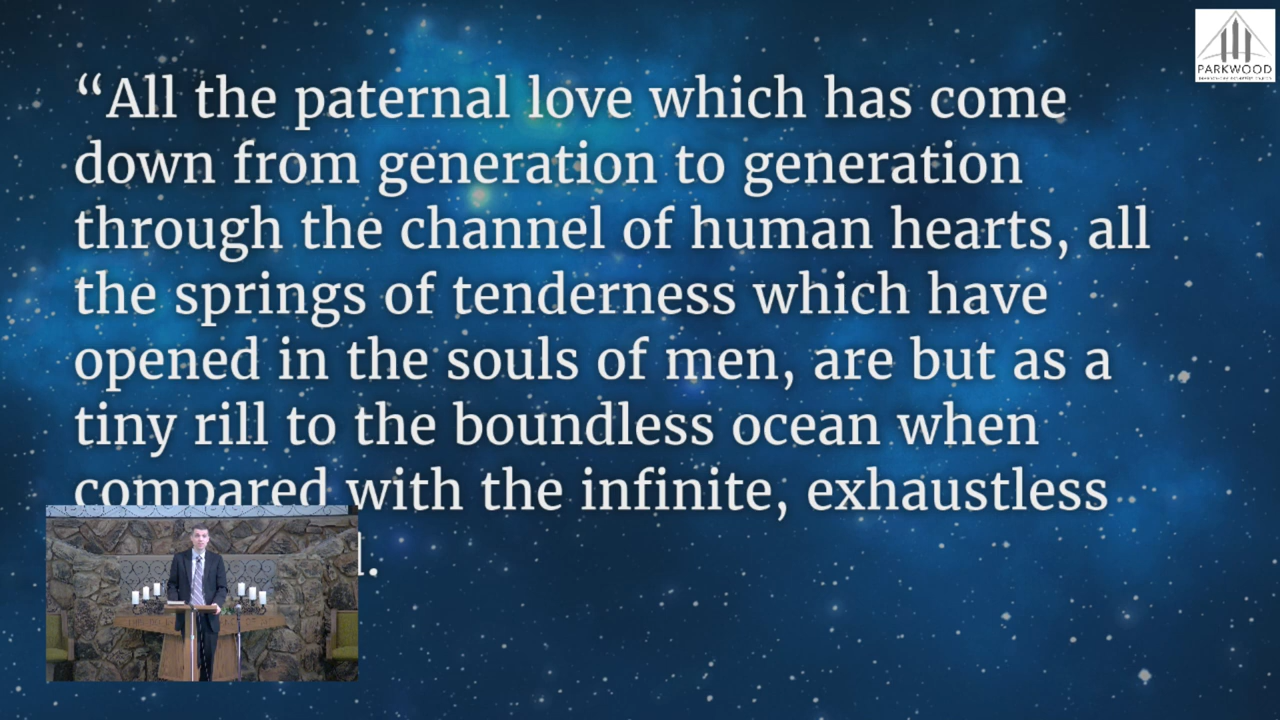 “All the paternal love which has come
down from generation to generation
through the channel of human hearts, all
the springs of tenderness which have
opened in the souls of men, are but as a
tiny rill to the boundless ocean when
compared with the infinite, exhaustless
PARKWOOD